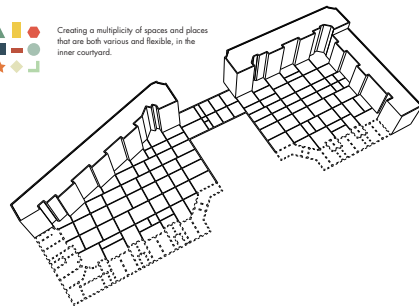 Creating a multiplicity of spaces and places
that are both various and flexible, in the
inner courtyard.